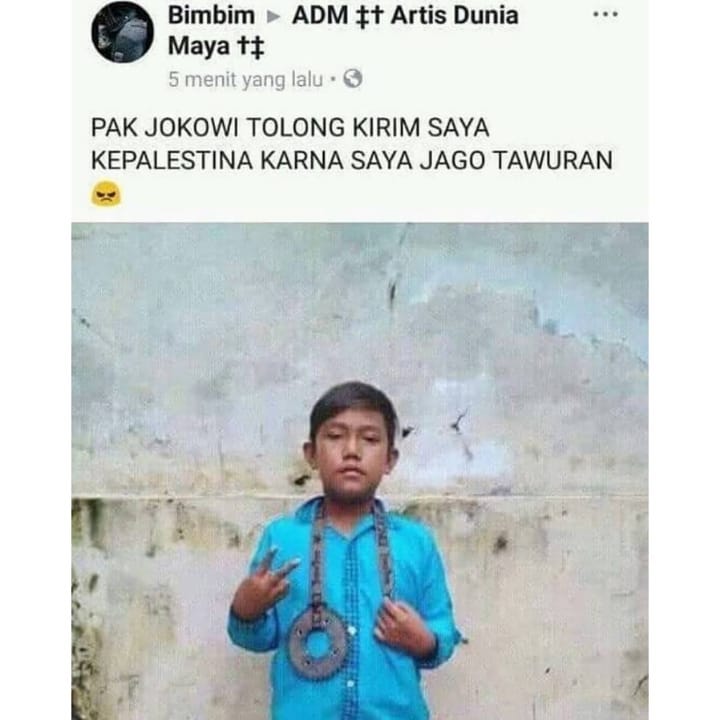 Bimbim ▸ ADM ‡† Artis Dunia
Maya †‡
5 menit yang lalu •
PAK JOKOWI TOLONG KIRIM SAYA
KEPALESTINA KARNA SAYA JAGO TAWURAN
😠